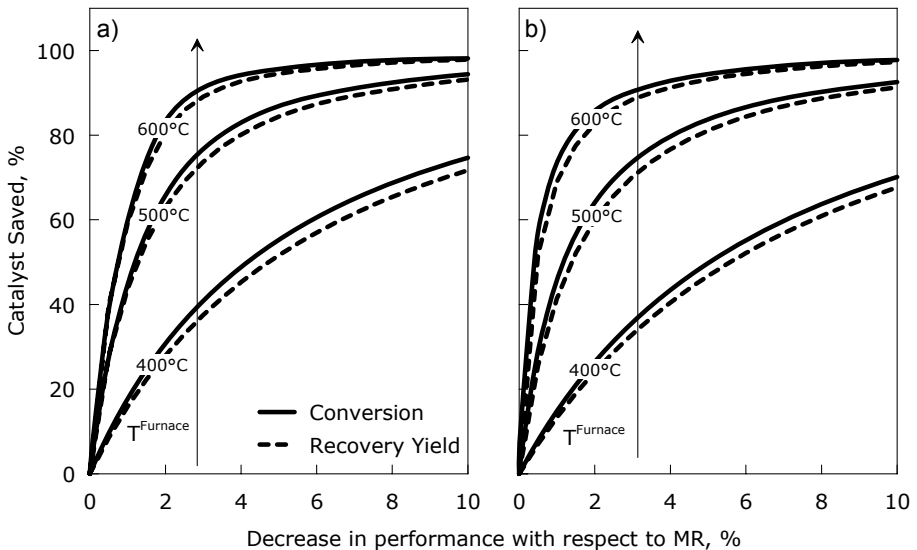 a)
b)
100
80
60
40
20
0
Catalyst Saved, %
600°C
500°C
400°C
T^Furnace
Conversion
Recovery Yield
0 2 4 6 8 10
600°C
500°C
400°C
T^Furnace
0 2 4 6 8 10
Decrease in performance with respect to MR, %